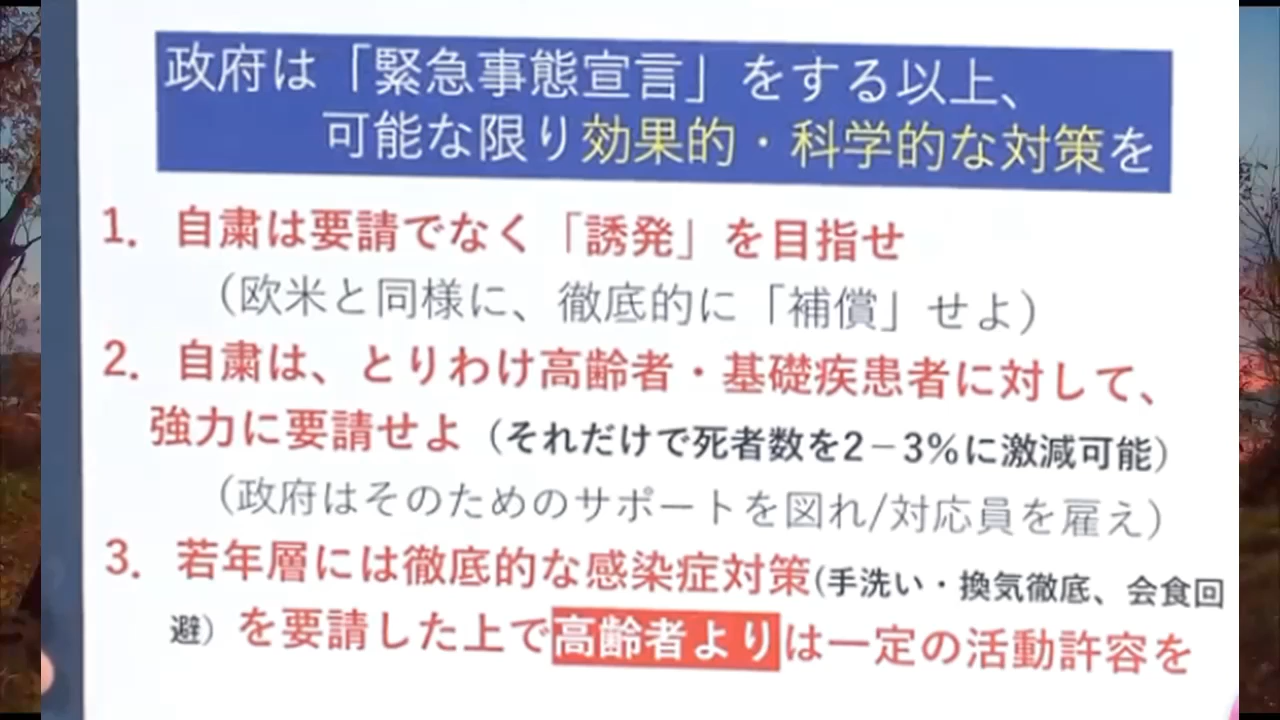 政府は「緊急事態宣言」をする以上、
可能な限り効果的・科学的な対策を
1. 自粛は要請でなく「誘発」を目指せ
（欧米と同様に、徹底的に「補償」せよ）
2. 自粛は、とりわけ高齢者・基礎疾患者に対して、
強力に要請せよ（それだけで死者数を2−3%に激減可能）
（政府はそのためのサポートを図れ/対応員を雇え）
3. 若年層には徹底的な感染症対策(手洗い・換気徹底、会食回
避）を要請した上で高齢者よりは一定の活動許容を